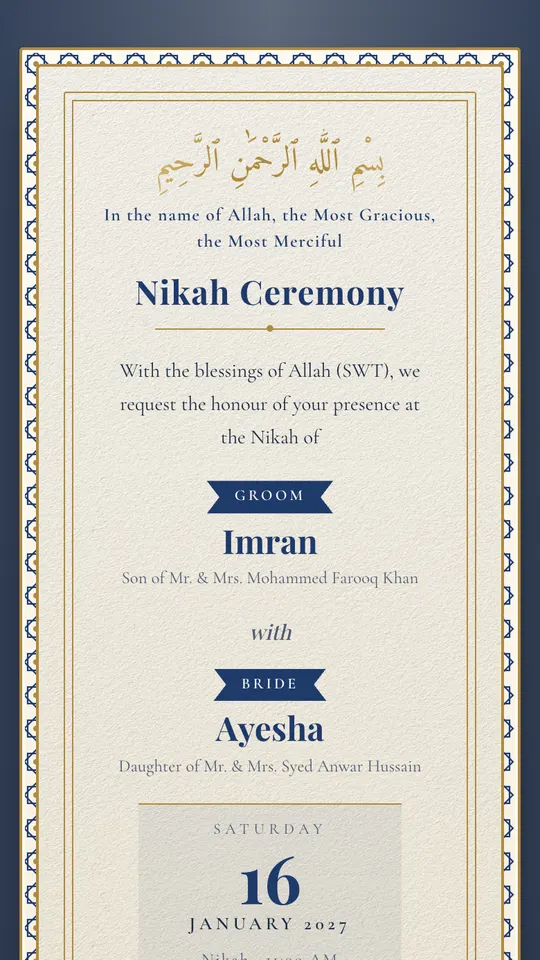 بِسْمِ ٱللَّهِ ٱلرَّحْمَٰنِ ٱلرَّحِيمِ
In the name of Allah, the Most Gracious,
the Most Merciful
Nikah Ceremony
With the blessings of Allah (SWT), we
request the honour of your presence at
the Nikah of
GROOM
Imran
Son of Mr. & Mrs. Mohammed Farooq Khan
with
BRIDE
Ayesha
Daughter of Mr. & Mrs. Syed Anwar Hussain
SATURDAY
16
JANUARY 2027
Nikah AM